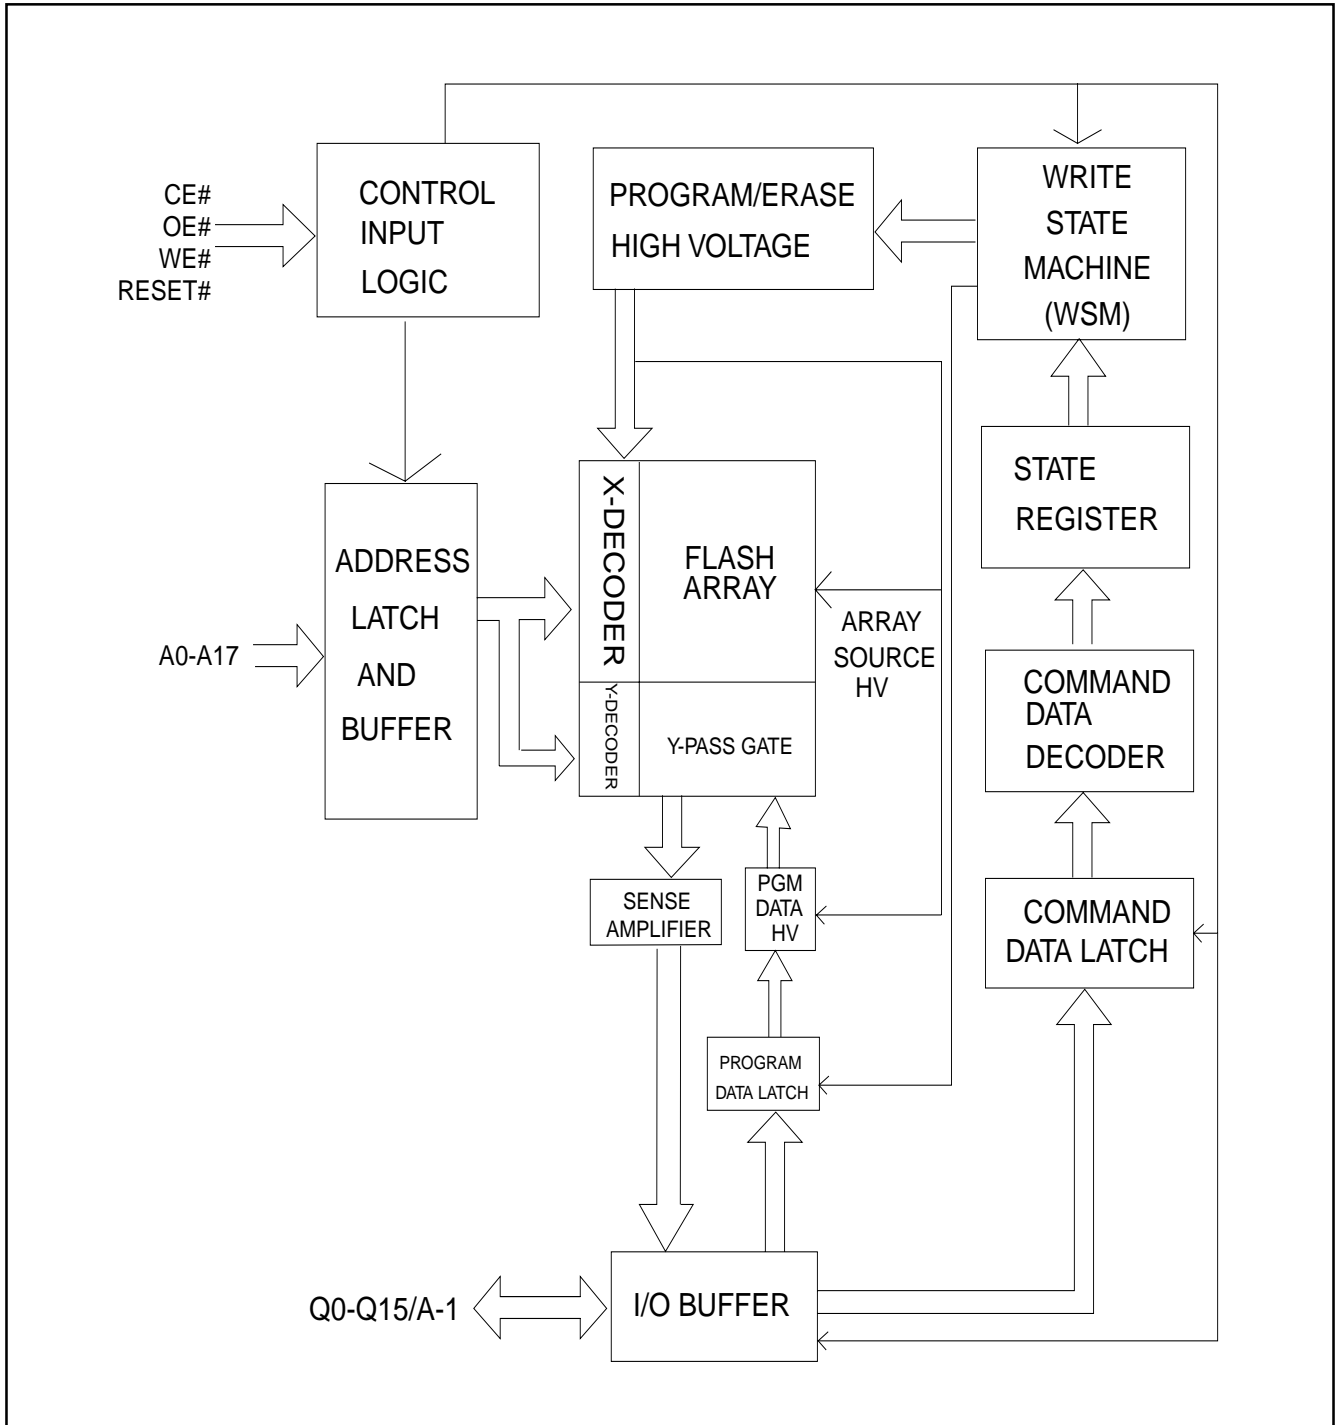 CE#
OE#
WE#
RESET#
CONTROL
INPUT
LOGIC
PROGRAM/ERASE
HIGH VOLTAGE
WRITE
STATE
MACHINE
(WSM)
STATE
REGISTER
X-DECODER
FLASH
ARRAY
ADDRESS
LATCH
AND
BUFFER
A0-A17
ARRAY
SOURCE
HV
Y-DECODER
Y-PASS GATE
COMMAND
DATA
DECODER
SENSE
AMPLIFIER
PGM
DATA
HV
COMMAND
DATA LATCH
PROGRAM
DATA LATCH
Q0-Q15/A-1
I/O BUFFER